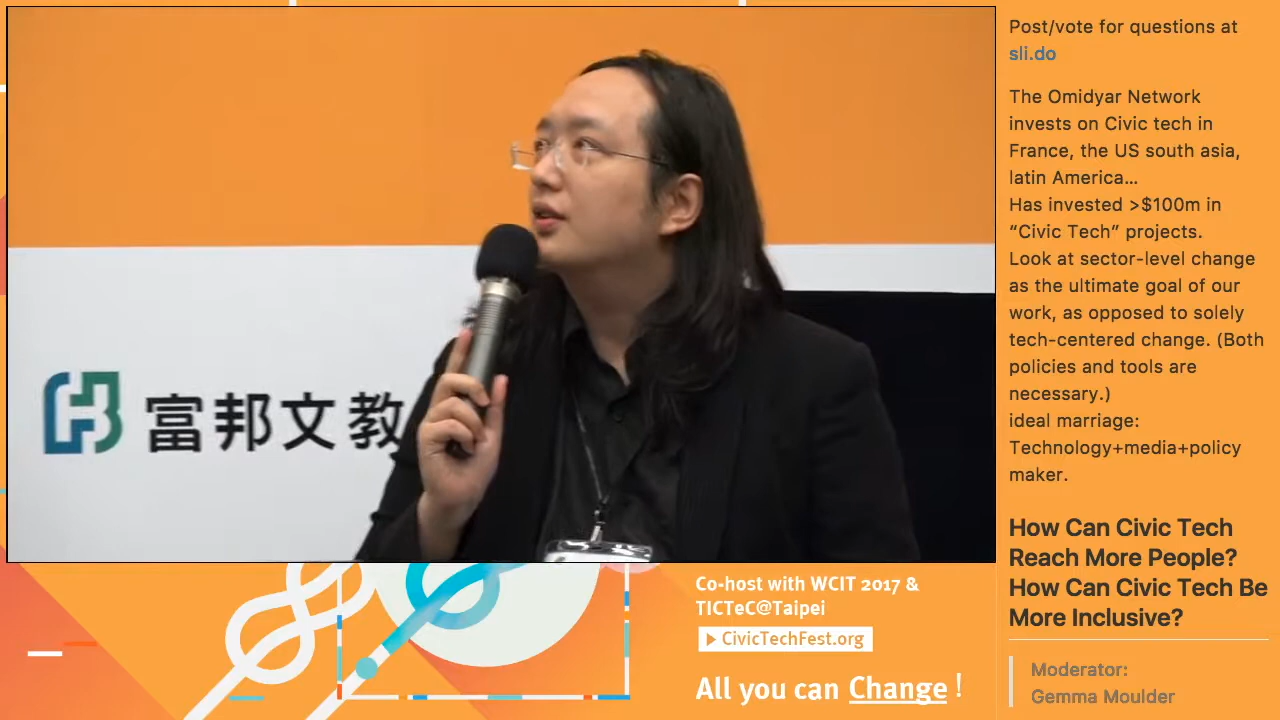 富邦文教
Post/vote for questions at
sli.do
The Omidyar Network
invests on Civic tech in
France, the US south asia,
latin America...
Has invested >$100m in
“Civic Tech” projects.
Look at sector-level change
as the ultimate goal of our
work, as opposed to solely
tech-centered change. (Both
policies and tools are
necessary.)
ideal marriage:
Technology+media+policy
maker.
How Can Civic Tech
Reach More People?
How Can Civic Tech Be
More Inclusive?
Moderator:
Gemma Moulder
Co-host with WCIT 2017 &
TICTeC@Taipei
CivicTechFest.org
All you can Change !